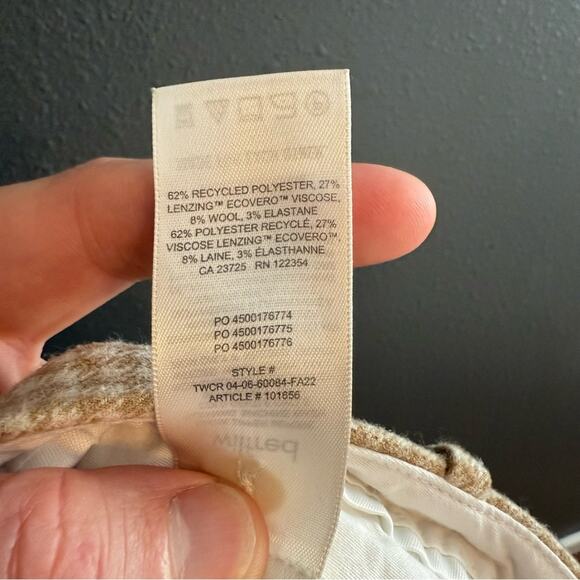 62% RECYCLED POLYESTER, 27%
LENZING™ ECOVERO™ VISCOSE,
8% WOOL, 3% ELASTANE
62% POLYESTER RECYCLÉ, 27%
VISCOSE LENZING™ ECOVERO™,
8% LAINE, 3% ÉLASTHANNE
CA 23725 RN 122354
PO 4500176774
PO 4500176775
PO 4500176776
STYLE #
TWCR 04-06-60084-FA22
ARTICLE # 101656
wilfred